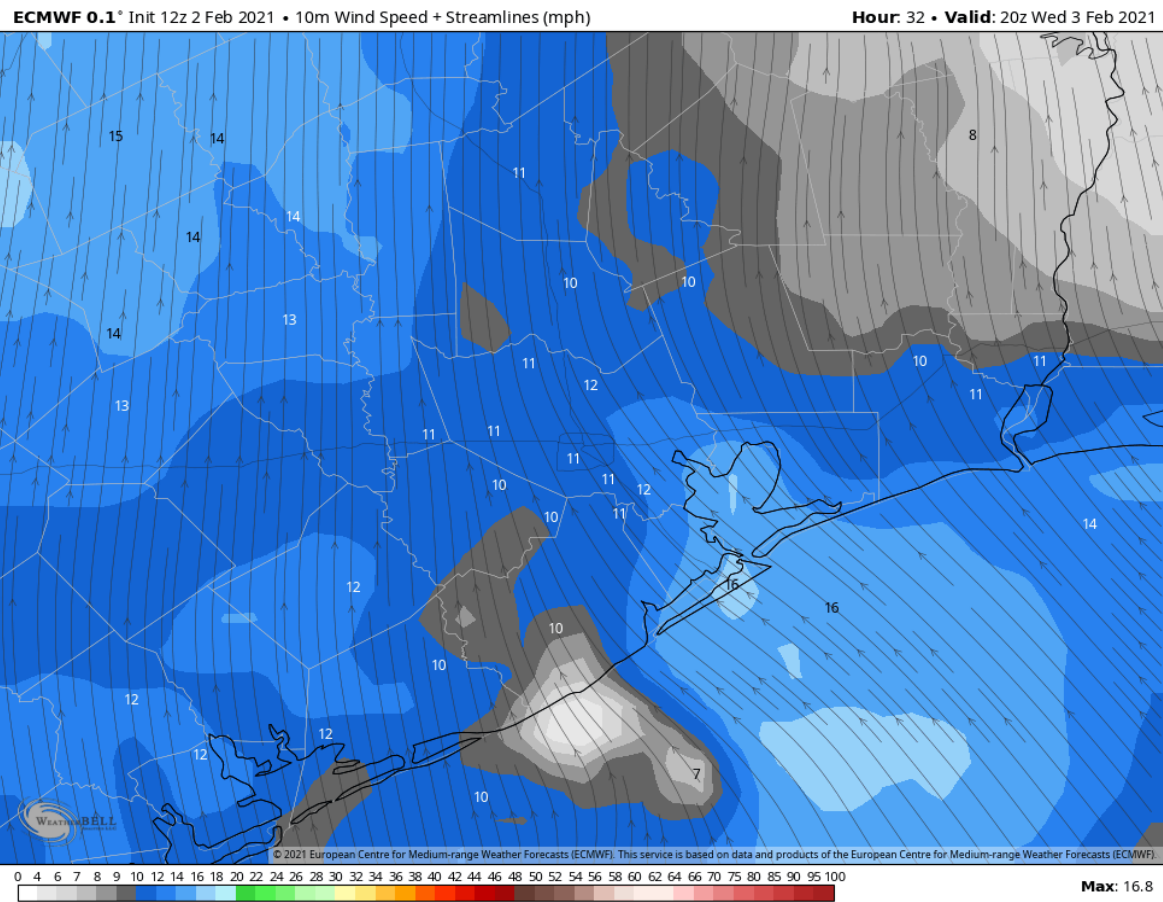 ECMWF 0.1° Init 12z 2 Feb 2021 • 10m Wind Speed + Streamlines (mph) Hour: 32 • Valid: 20z Wed 3 Feb 2021
15 14 8
11
14
14
10 10
13
14
11 10 11
12 11
13
11 11
11
10 11 12
10 11 14
12 16 16
10
10
12
12
12 7
10
WEATHERBELL
© 2021 European Centre for Medium-range Weather Forecasts (ECMWF). This service is based on data and products of the European Centre for Medium-range Weather Forecasts (ECMWF).
0 4 6 7 8 9 10 12 14 16 18 20 22 24 26 28 30 32 34 36 38 40 42 44 46 48 50 52 54 56 58 60 62 64 66 70 75 80 85 90 95 100
Max: 16.8